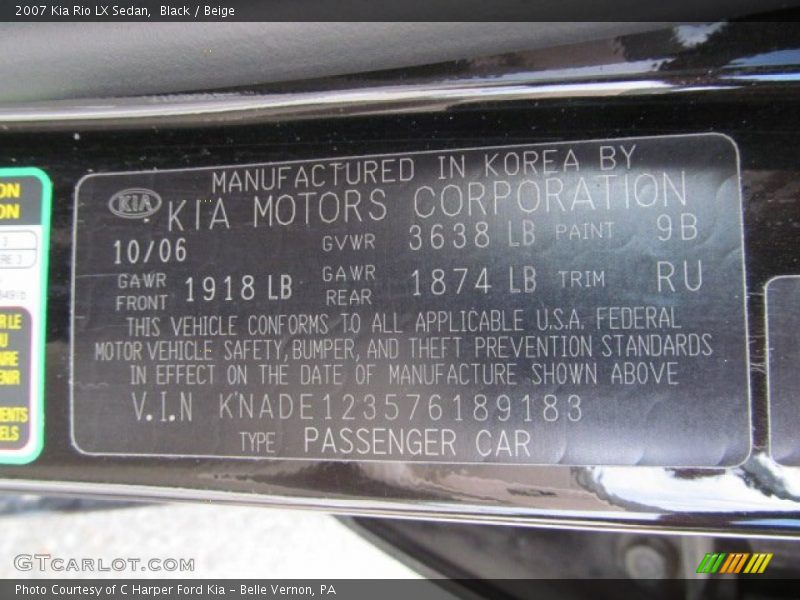 2007 Kia Rio LX Sedan, Black / Beige
MANUFACTURED IN KOREA BY
KIA KIA MOTORS CORPORATION
10/06 GVWR 3638 LB PAINT 9B
GAWR FRONT 1918 LB GAWR REAR 1874 LB TRIM RU
THIS VEHICLE CONFORMS TO ALL APPLICABLE U.S.A. FEDERAL
MOTOR VEHICLE SAFETY, BUMPER, AND THEFT PREVENTION STANDARDS
IN EFFECT ON THE DATE OF MANUFACTURE SHOWN ABOVE
V.I.N KNADE123576189183
TYPE PASSENGER CAR
GTCARLOT.COM
Photo Courtesy of C Harper Ford Kia - Belle Vernon, PA